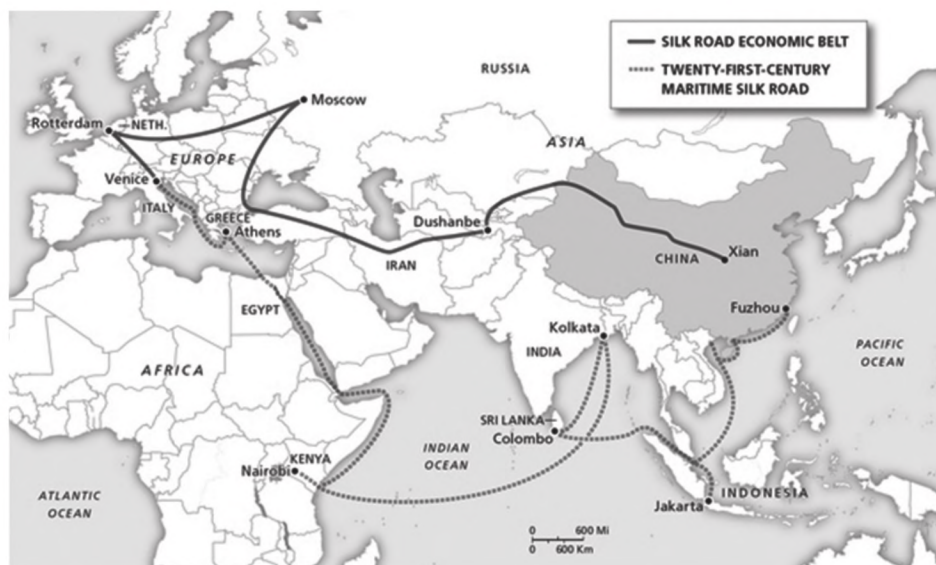 SILK ROAD ECONOMIC BELT
TWENTY-FIRST-CENTURY
MARITIME SILK ROAD
RUSSIA
Moscow
Rotterdam
NETH.
ASIA
EUROPE
Venice
ITALY
GREECE
Athens
Dushanbe
IRAN
CHINA
Xian
EGYPT
Fuzhou
Kolkata
INDIA
PACIFIC
OCEAN
AFRICA
SRI LANKA
Colombo
INDIAN
OCEAN
KENYA
Nairobi
ATLANTIC
OCEAN
INDONESIA
Jakarta
0 600 Mi
0 600 Km